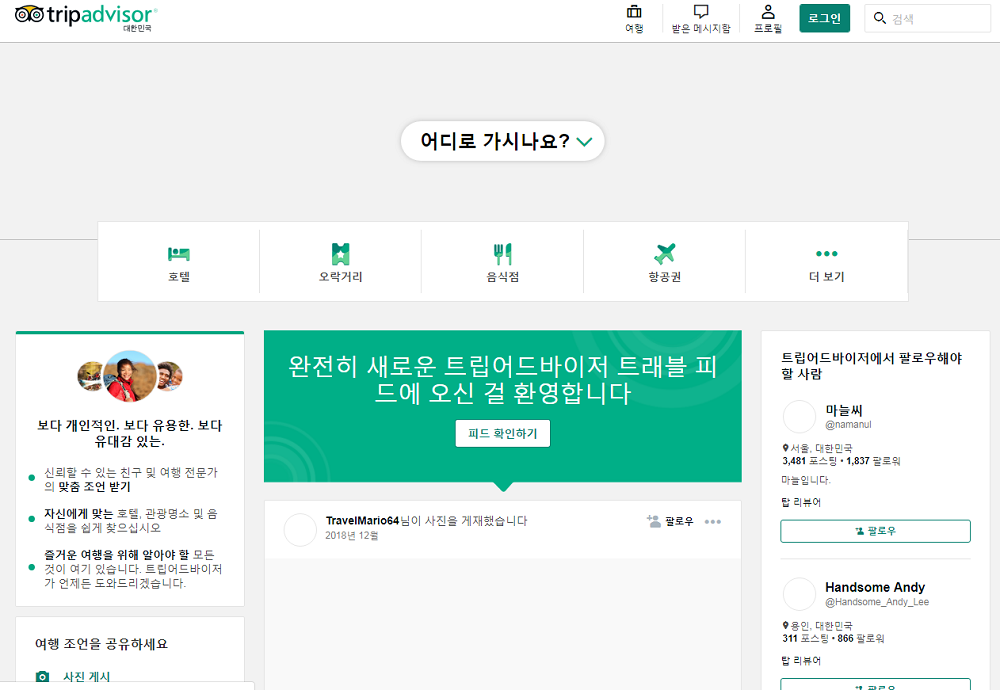 tripadvisor®
대한민국
여행
받은 메시지함
프로필
로그인
검색
어디로 가시나요?
호텔
오락거리
음식점
항공권
더 보기
보다 개인적인. 보다 유용한. 보다
유대감 있는.
신뢰할 수 있는 친구 및 여행 전문가
의 맞춤 조언 받기
자신에게 맞는 호텔, 관광명소 및 음
식점을 쉽게 찾으십시오
즐거운 여행을 위해 알아야 할 모든
것이 여기 있습니다. 트립어드바이저
가 언제든 도와드리겠습니다.
여행 조언을 공유하세요
사진 게시
완전히 새로운 트립어드바이저 트래블 피
드에 오신 걸 환영합니다
피드 확인하기
TravelMario64님이 사진을 게재했습니다
2018년 12월
팔로우
트립어드바이저에서 팔로우해야
할 사람
마늘씨
@namanul
서울, 대한민국
3,481 포스팅 • 1,837 팔로워
마늘입니다.
탑 리뷰어
팔로우
Handsome Andy
@Handsome_Andy_Lee
용인, 대한민국
311 포스팅 • 866 팔로워
탑 리뷰어
팔로우